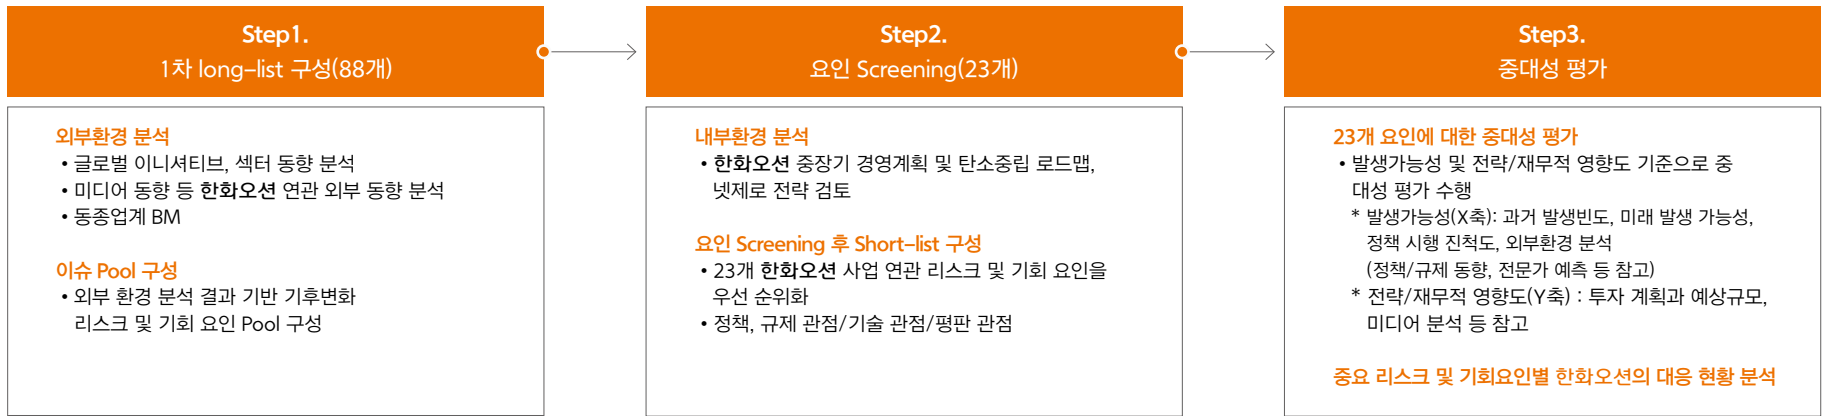 Step1.
1차 long-list 구성(88개)
외부환경 분석
• 글로벌 이니셔티브, 섹터 동향 분석
• 미디어 동향 등 한화오션 연관 외부 동향 분석
• 동종업계 BM
이슈 Pool 구성
• 외부 환경 분석 결과 기반 기후변화
리스크 및 기회 요인 Pool 구성
Step2.
요인 Screening(23개)
내부환경 분석
• 한화오션 중장기 경영계획 및 탄소중립 로드맵,
넷제로 전략 검토
요인 Screening 후 Short-list 구성
• 23개 한화오션 사업 연관 리스크 및 기회 요인을
우선 순위화
• 정책, 규제 관점/기술 관점/평판 관점
Step3.
중대성 평가
23개 요인에 대한 중대성 평가
• 발생가능성 및 전략/재무적 영향도 기준으로 중
대성 평가 수행
* 발생가능성(X축): 과거 발생빈도, 미래 발생 가능성,
정책 시행 진척도, 외부환경 분석
(정책/규제 동향, 전문가 예측 등 참고)
* 전략/재무적 영향도(Y축) : 투자 계획과 예상규모,
미디어 분석 등 참고
중요 리스크 및 기회요인별 한화오션의 대응 현황 분석